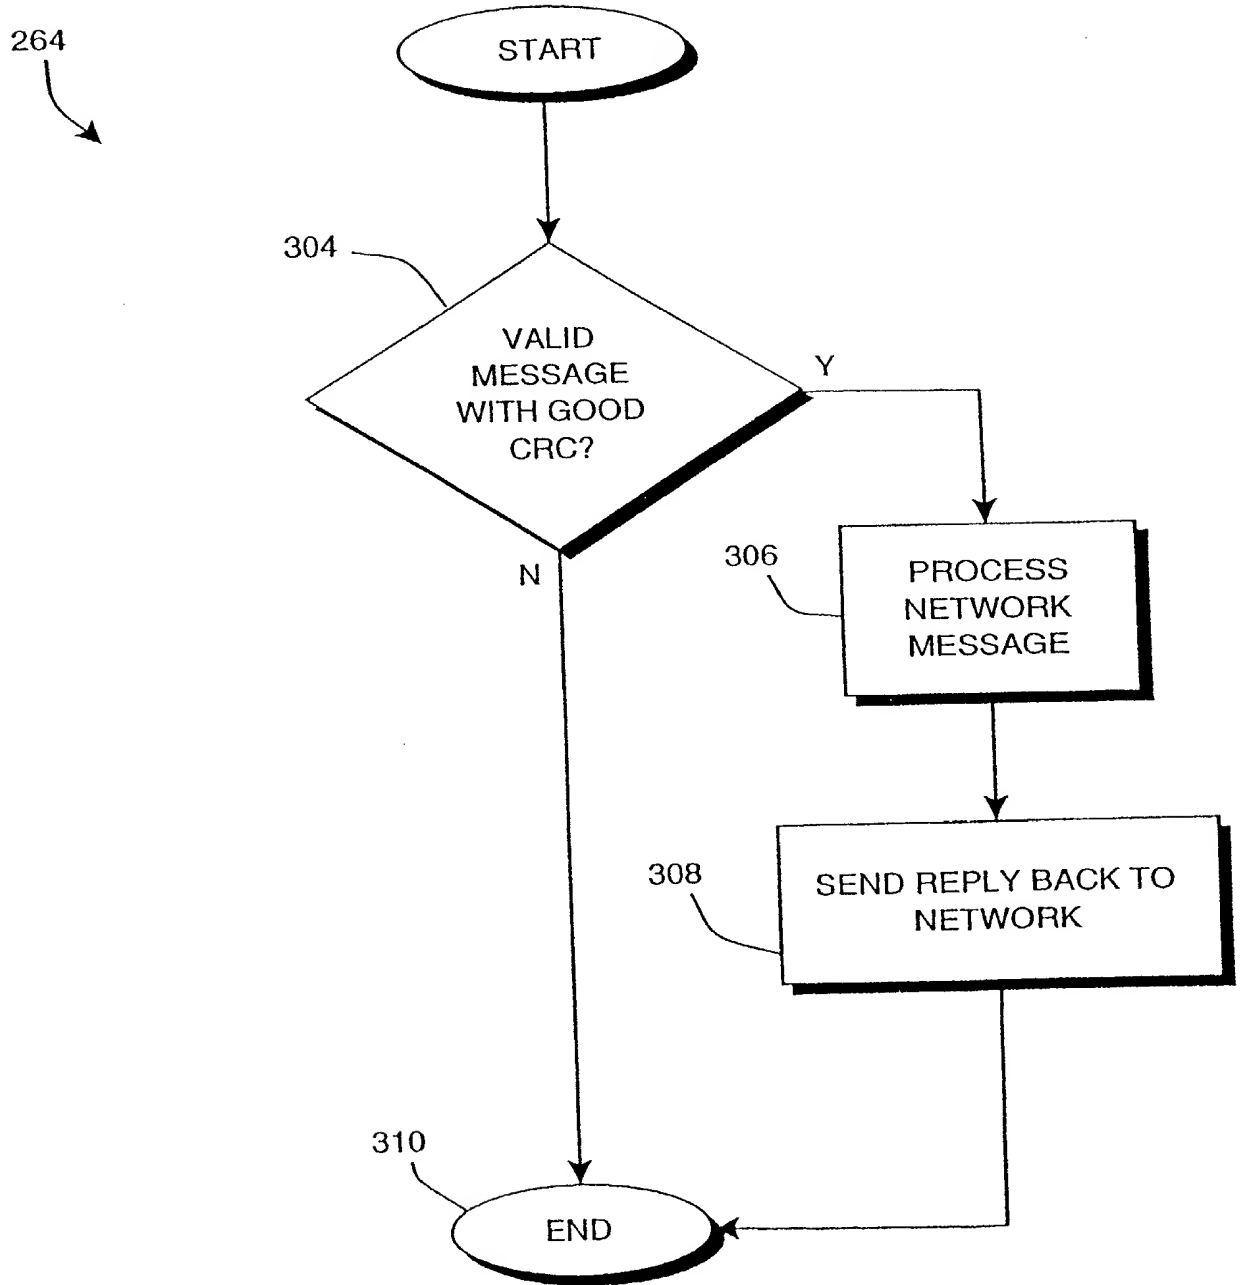 264
START
304
VALID
MESSAGE
WITH GOOD
CRC?
Y
N
306
PROCESS
NETWORK
MESSAGE
308
SEND REPLY BACK TO
NETWORK
310
END